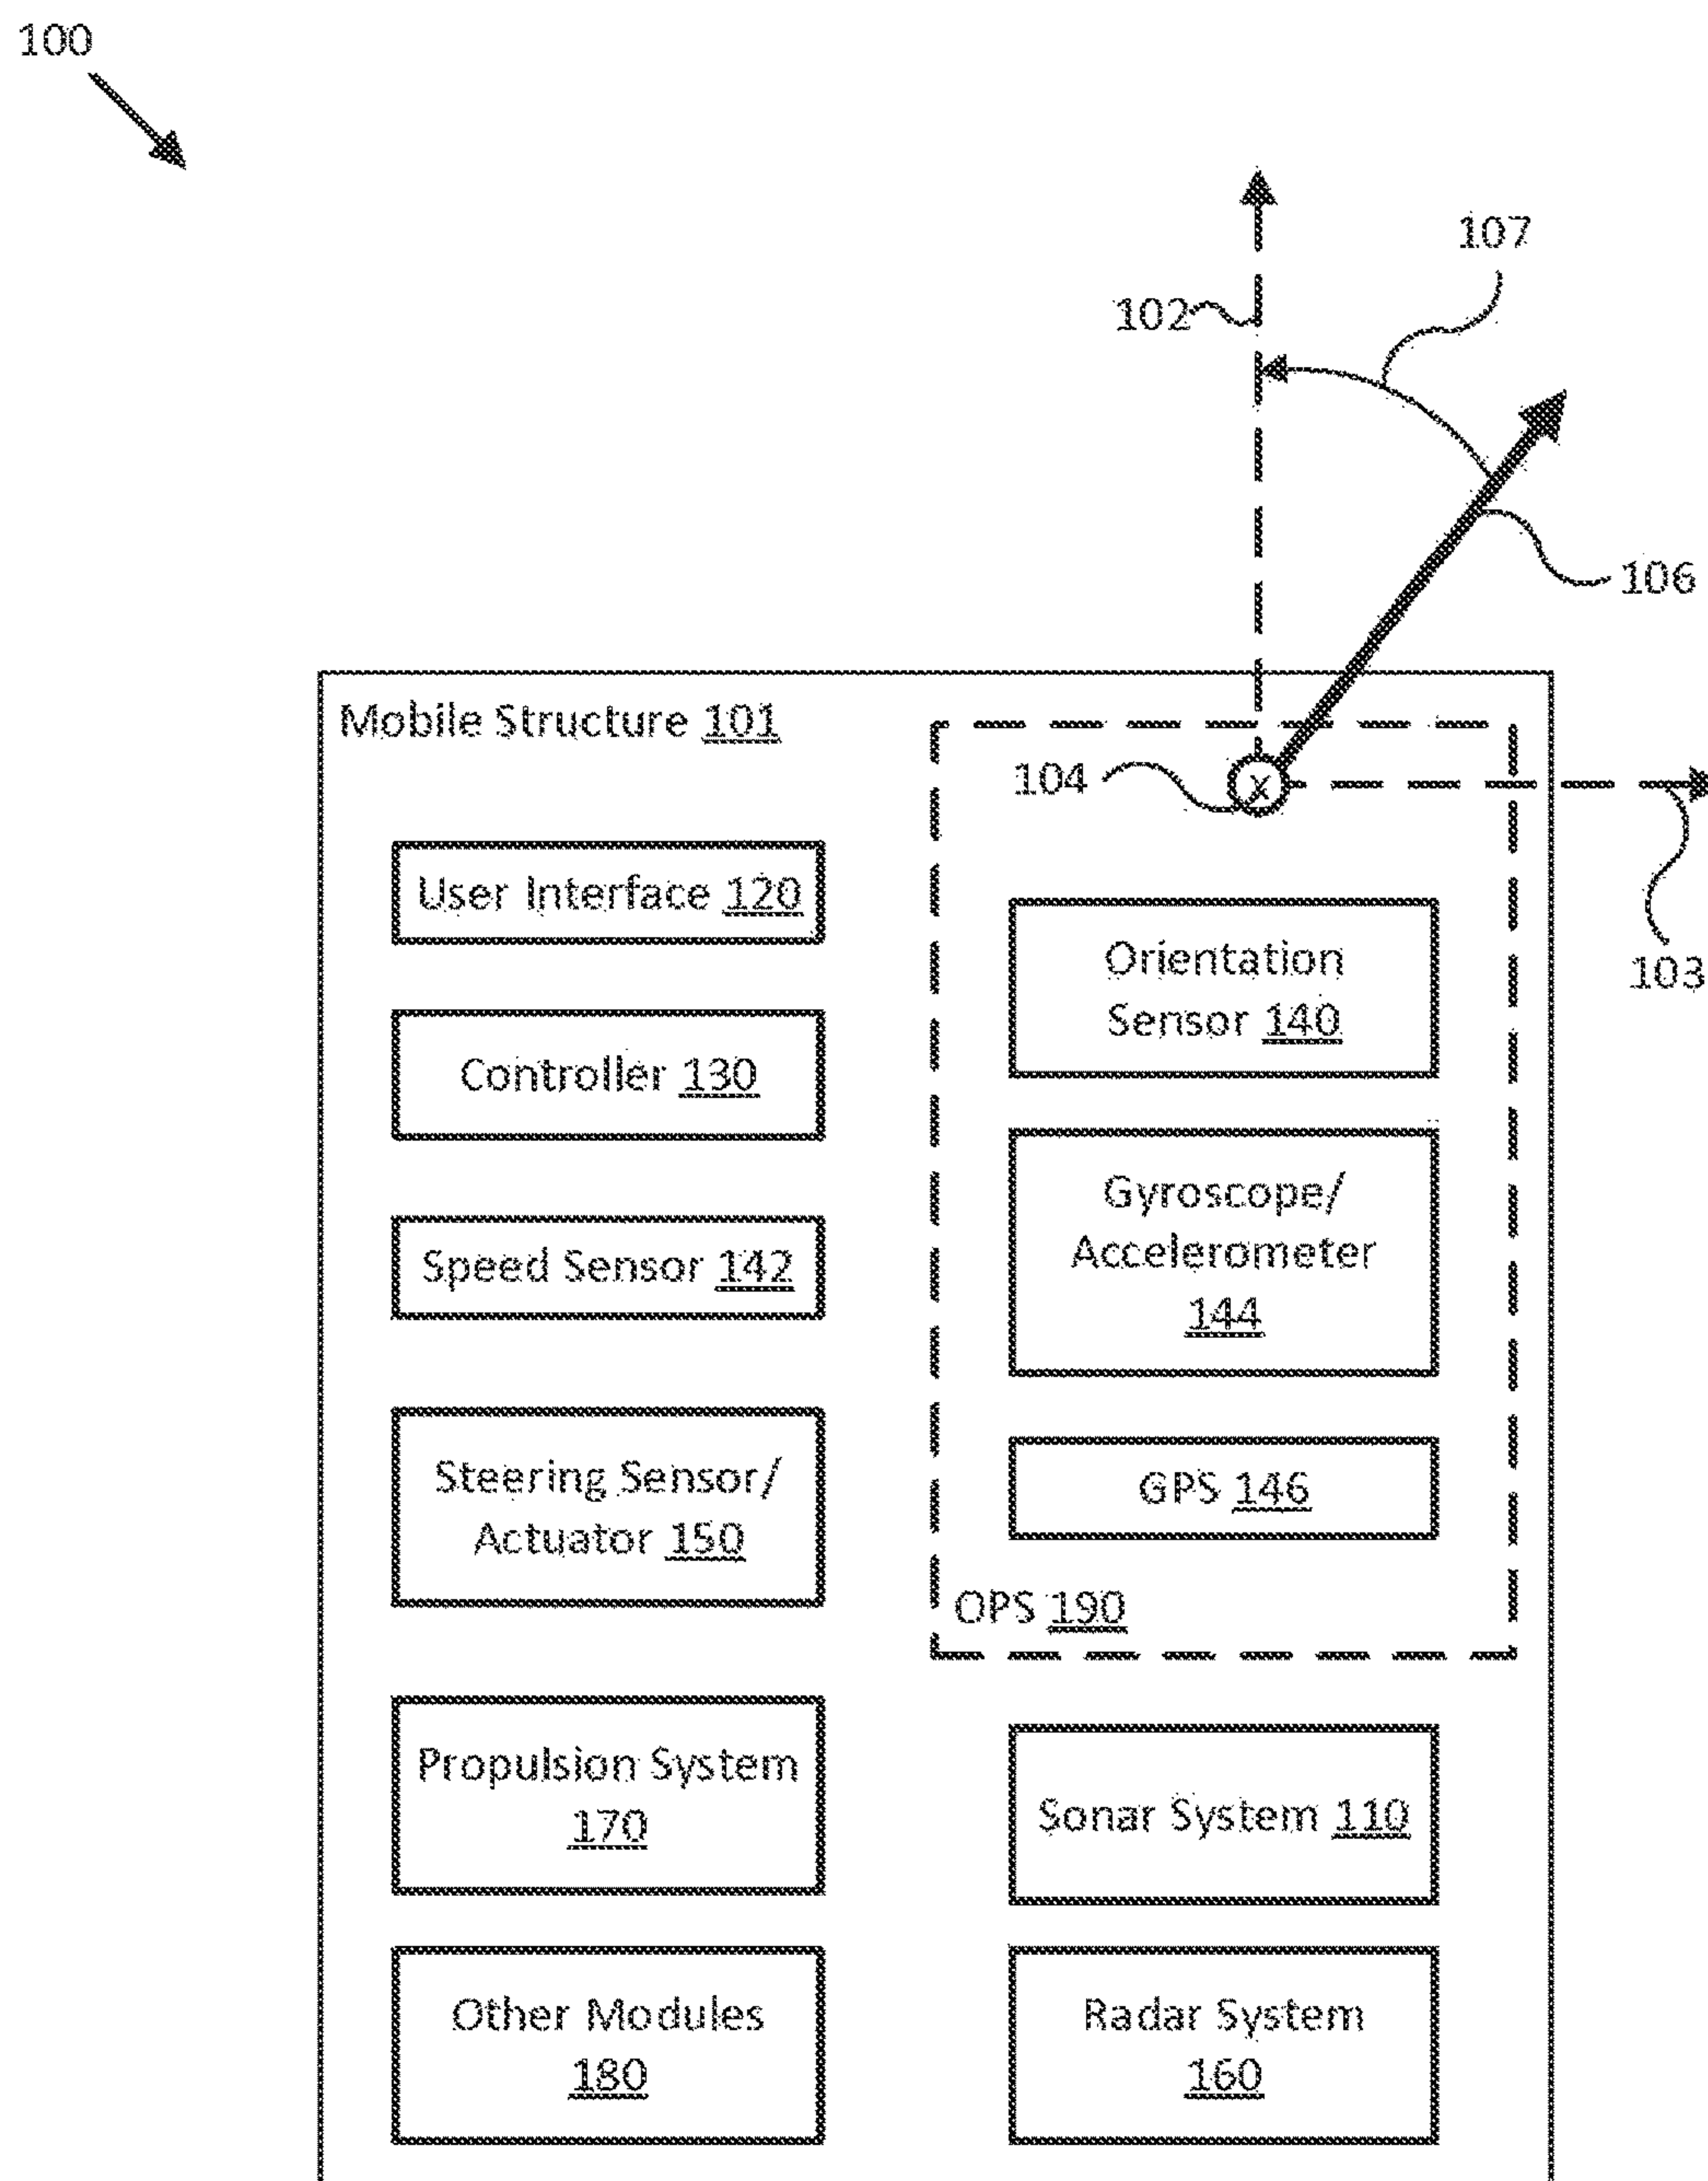 100
107
102
106
Mobile Structure 101
104
x
103
User Interface 120
Controller 130
Speed Sensor 142
Steering Sensor/
Actuator 150
Propulsion System
170
Other Modules
180
Orientation
Sensor 140
Gyroscope/
Accelerometer
144
GPS 146
OPS 190
Sonar System 110
Radar System
160